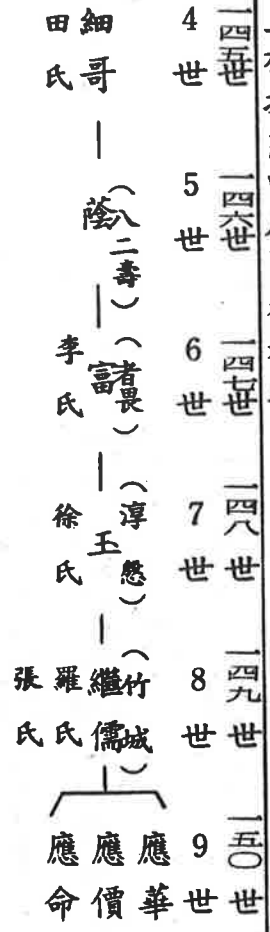 一四五世 4世 細哥 田氏
一四六世 5世 蔭（八二壽）
一四七世 6世 富（者畏） 李氏
一四八世 7世 玉（淳慇） 徐氏
一四九世 8世 繼儒（竹城） 羅氏 張氏
一五〇世 9世 應華 應價 應命